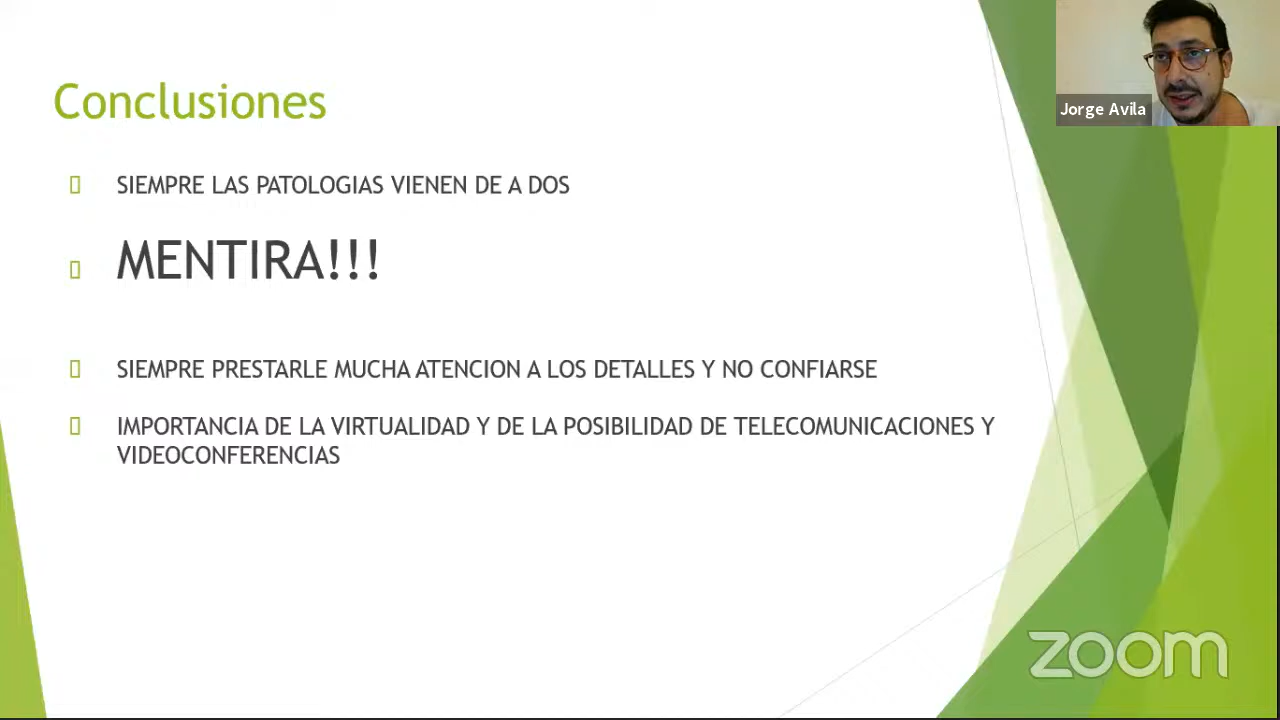 Jorge Avila
Conclusiones
SIEMPRE LAS PATOLOGIAS VIENEN DE A DOS
MENTIRA!!!
SIEMPRE PRESTARLE MUCHA ATENCION A LOS DETALLES Y NO CONFIARSE
IMPORTANCIA DE LA VIRTUALIDAD Y DE LA POSIBILIDAD DE TELECOMUNICACIONES Y
VIDEOCONFERENCIAS
zoom